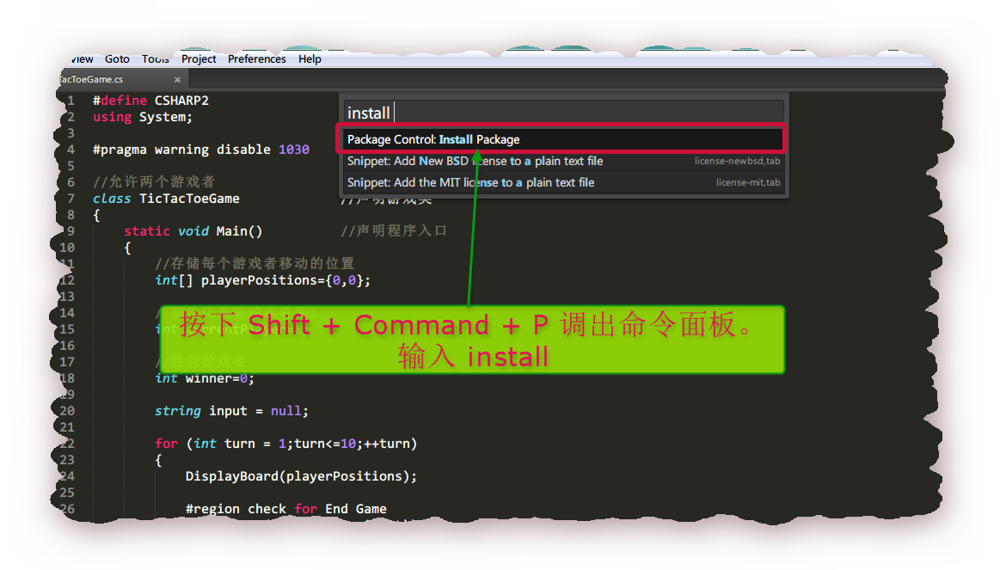 View Goto Tools Project Preferences Help
TacToeGame.cs ×
install
Package Control: Install Package
Snippet: Add New BSD license to a plain text file license-newbsd,tab
Snippet: Add the MIT license to a plain text file license-mit,tab
1 #define CSHARP2
2 using System;
3
4 #pragma warning disable 1030
5
6 //允许两个游戏者
7 class TicTacToeGame //声明游戏类
8 {
9 static void Main() //声明程序入口
10 {
11 //存储每个游戏者移动的位置
12 int[] playerPositions={0,0};
13
14
15 int
16
17 //胜利游戏者
18 int winner=0;
19
20 string input = null;
21
22 for (int turn = 1;turn<=10;++turn)
23 {
24 DisplayBoard(playerPositions);
25
26 #region check for End Game
按下 Shift + Command + P 调出命令面板。
输入 install